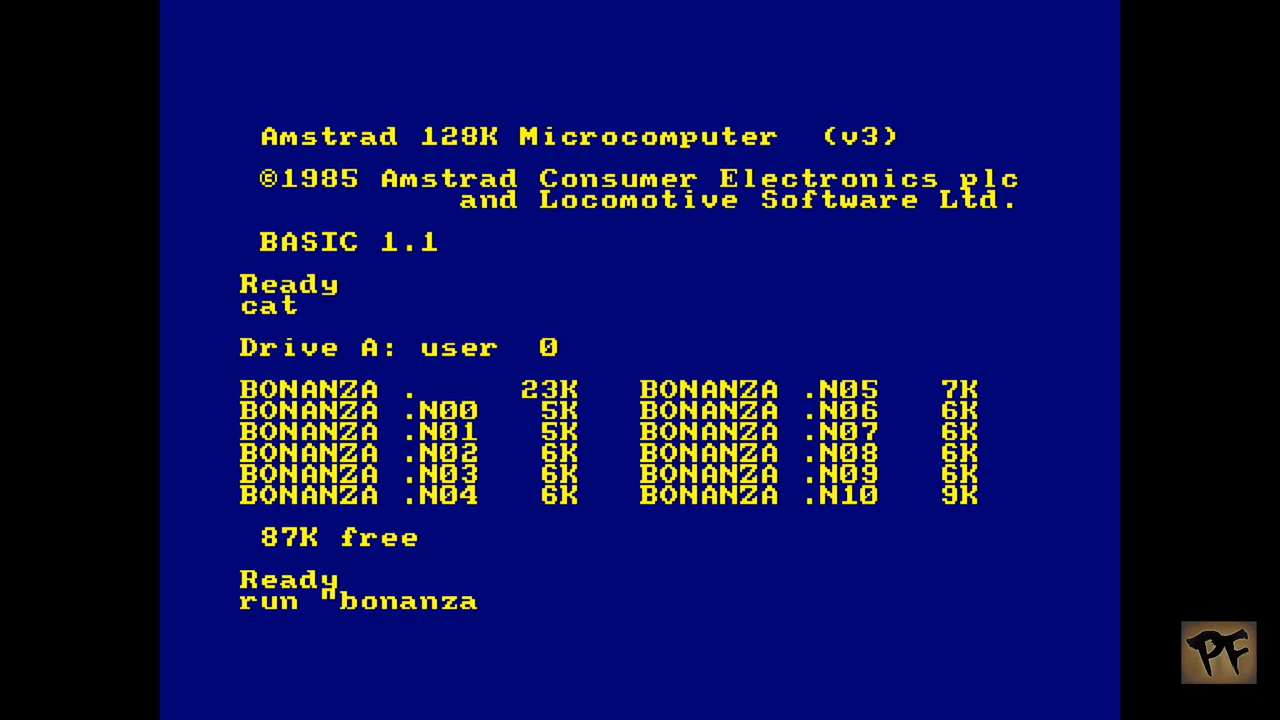 Amstrad 128K Microcomputer (v3)
©1985 Amstrad Consumer Electronics plc
and Locomotive Software Ltd.
BASIC 1.1
Ready
cat
Drive A: user 0
BONANZA . 23K BONANZA .N05 7K
BONANZA .N00 5K BONANZA .N06 6K
BONANZA .N01 5K BONANZA .N07 6K
BONANZA .N02 6K BONANZA .N08 6K
BONANZA .N03 6K BONANZA .N09 6K
BONANZA .N04 6K BONANZA .N10 9K
87K free
Ready
run "bonanza
PF